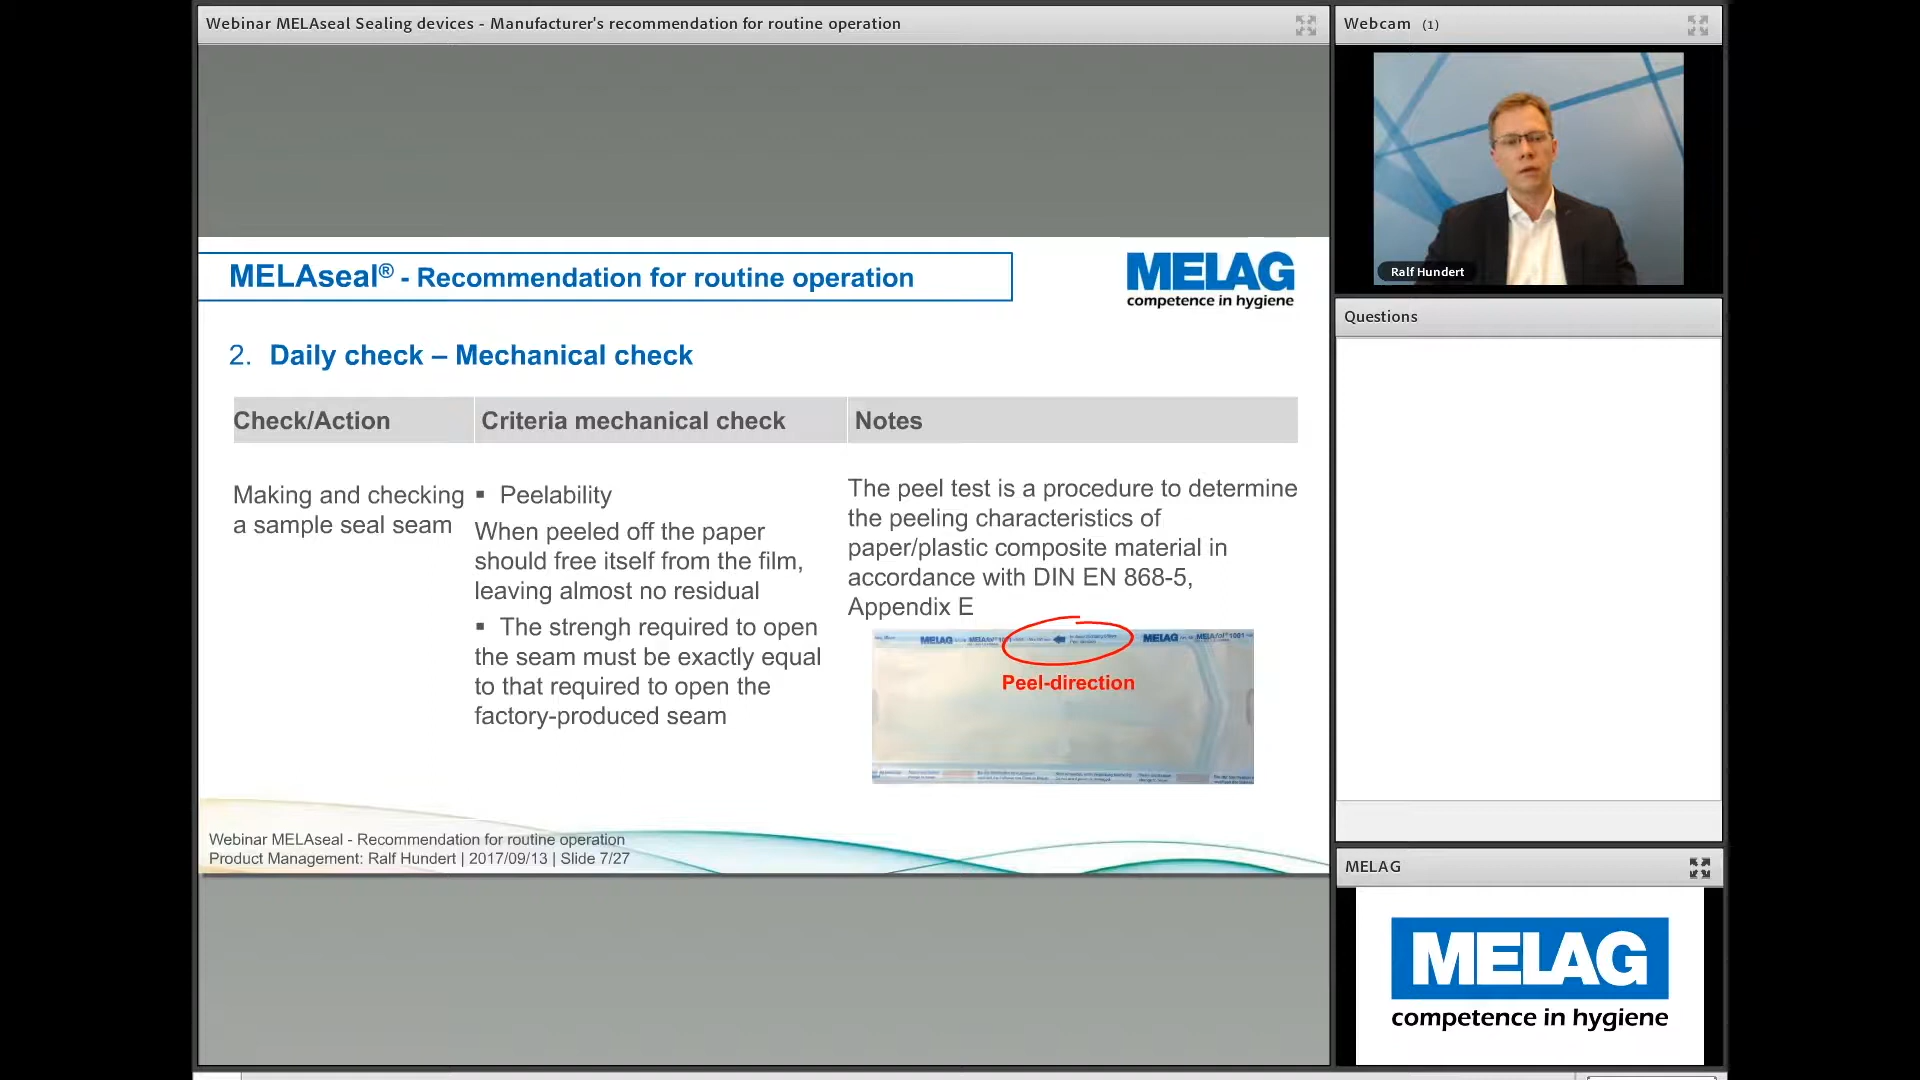 Webinar MELAseal Sealing devices - Manufacturer's recommendation for routine operation
Webcam (1)
Ralf Hundert
Questions
MELAseal® - Recommendation for routine operation
MELAG
competence in hygiene
2. Daily check – Mechanical check
Check/Action
Criteria mechanical check
Notes
Making and checking
a sample seal seam
▪ Peelability
When peeled off the paper
should free itself from the film,
leaving almost no residual
▪ The strengh required to open
the seam must be exactly equal
to that required to open the
factory-produced seam
The peel test is a procedure to determine
the peeling characteristics of
paper/plastic composite material in
accordance with DIN EN 868-5,
Appendix E
MELAG
MELAG
Peel-direction
Webinar MELAseal - Recommendation for routine operation
Product Management: Ralf Hundert | 2017/09/13 | Slide 7/27
MELAG
MELAG
competence in hygiene